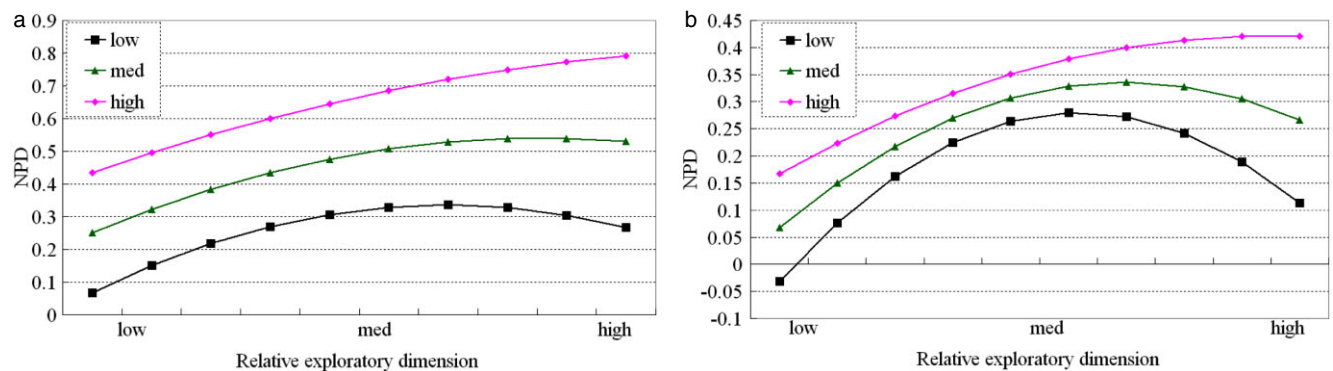 a
0.9
0.8
0.7
0.6
0.5
0.4
0.3
0.2
0.1
0
NPD
low
med
high
low med high
Relative exploratory dimension
b
0.45
0.4
0.35
0.3
0.25
0.2
0.15
0.1
0.05
0
-0.05
-0.1
NPD
low
med
high
low med high
Relative exploratory dimension